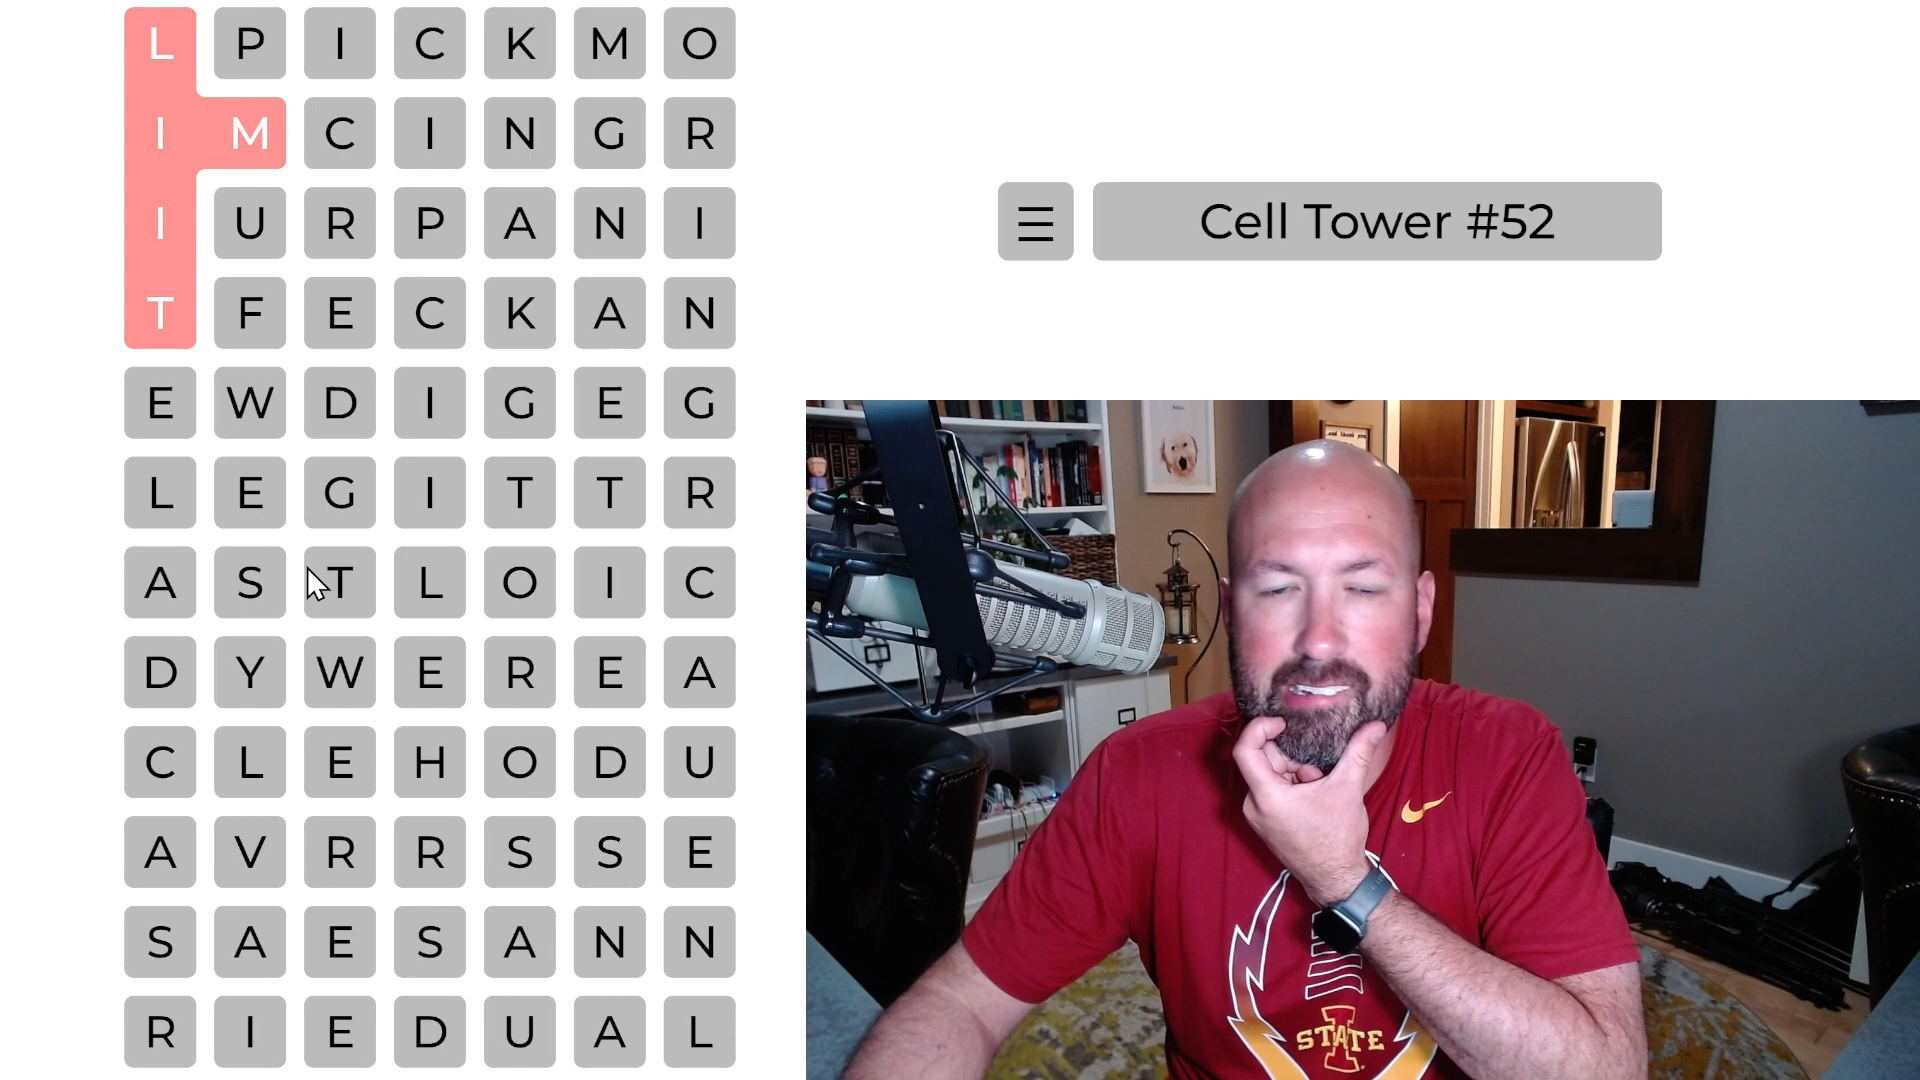 L P I C K M O
I M C I N G R
I U R P A N I
T F E C K A N
E W D I G E G
L E G I T T R
A S T L O I C
D Y W E R E A
C L E H O D U
A V R R S S E
S A E S A N N
R I E D U A L
Cell Tower #52
STATE